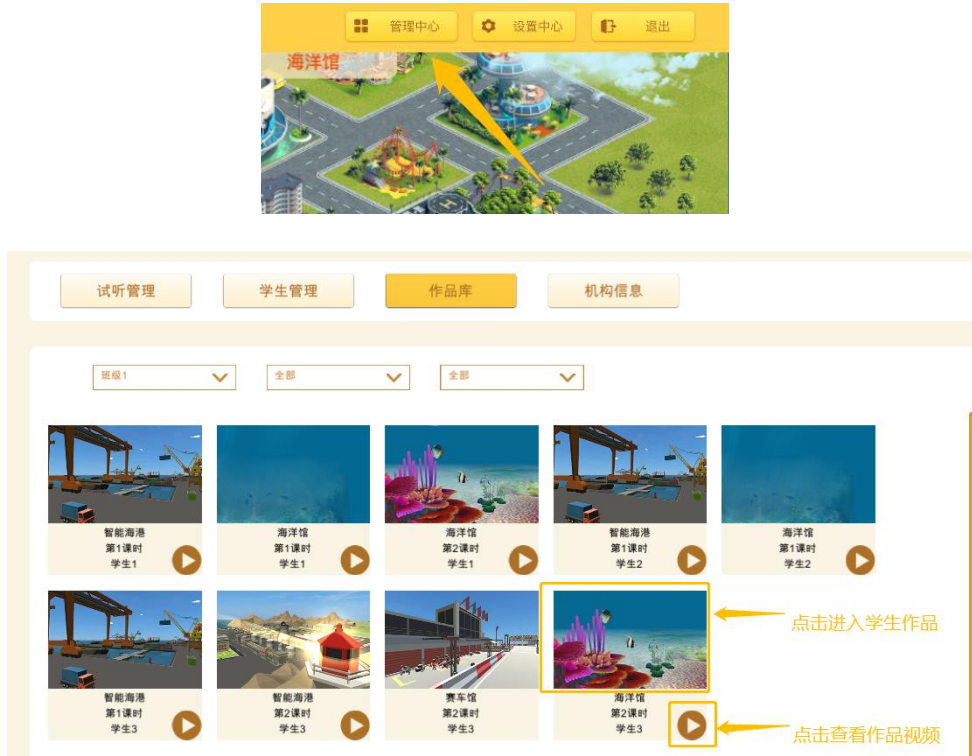 管理中心
设置中心
退出
海洋馆
试听管理
学生管理
作品库
机构信息
班级1
全部
全部
智能海港
第1课时
学生1
海洋馆
第1课时
学生1
海洋馆
第2课时
学生1
智能海港
第1课时
学生2
海洋馆
第1课时
学生2
智能海港
第1课时
学生3
智能海港
第2课时
学生3
赛车馆
第2课时
学生3
海洋馆
第2课时
学生3
点击进入学生作品
点击查看作品视频